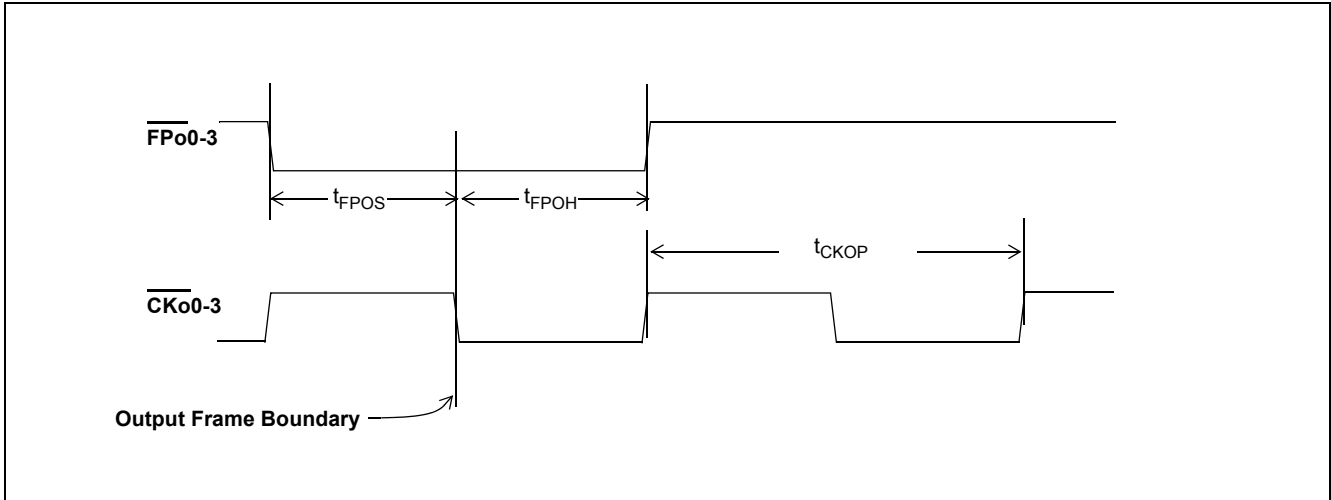 FPo0-3
tFPOS
tFPOH
tCKOP
CKo0-3
Output Frame Boundary